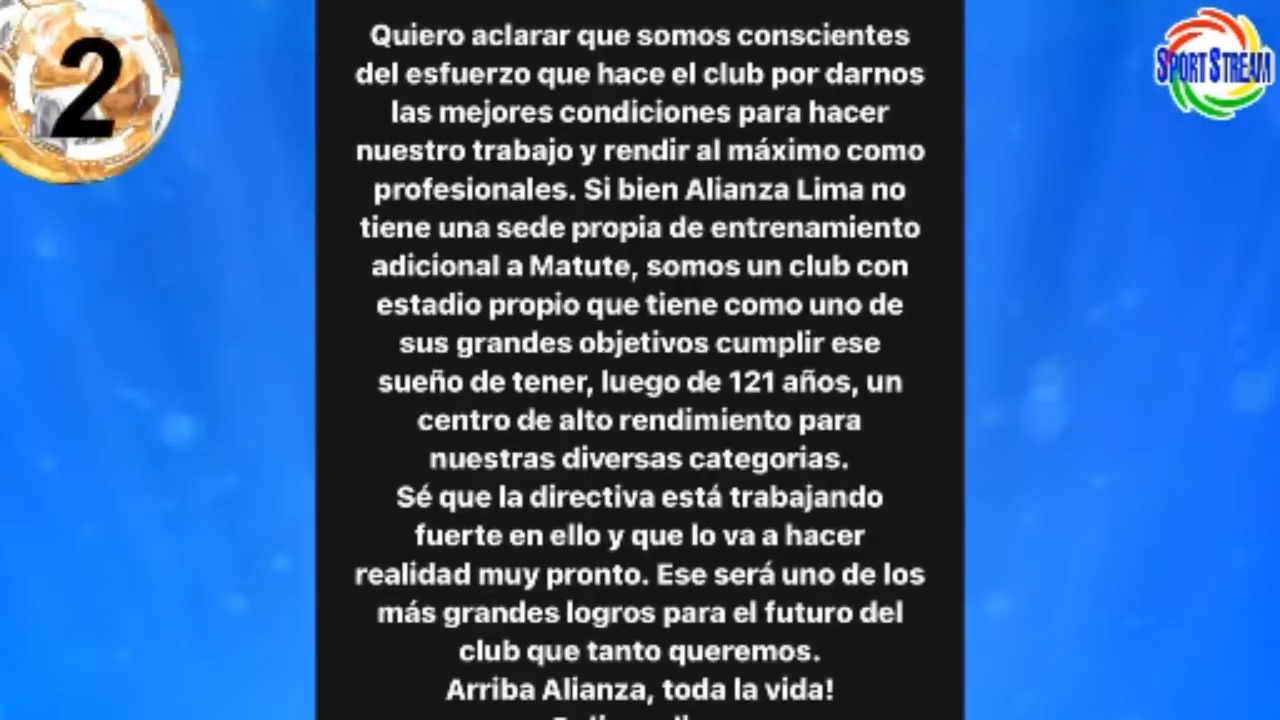 2
SPORT STREAM
Quiero aclarar que somos conscientes
del esfuerzo que hace el club por darnos
las mejores condiciones para hacer
nuestro trabajo y rendir al máximo como
profesionales. Si bien Alianza Lima no
tiene una sede propia de entrenamiento
adicional a Matute, somos un club con
estadio propio que tiene como uno de
sus grandes objetivos cumplir ese
sueño de tener, luego de 121 años, un
centro de alto rendimiento para
nuestras diversas categorias.
Sé que la directiva está trabajando
fuerte en ello y que lo va a hacer
realidad muy pronto. Ese será uno de los
más grandes logros para el futuro del
club que tanto queremos.
Arriba Alianza, toda la vida!